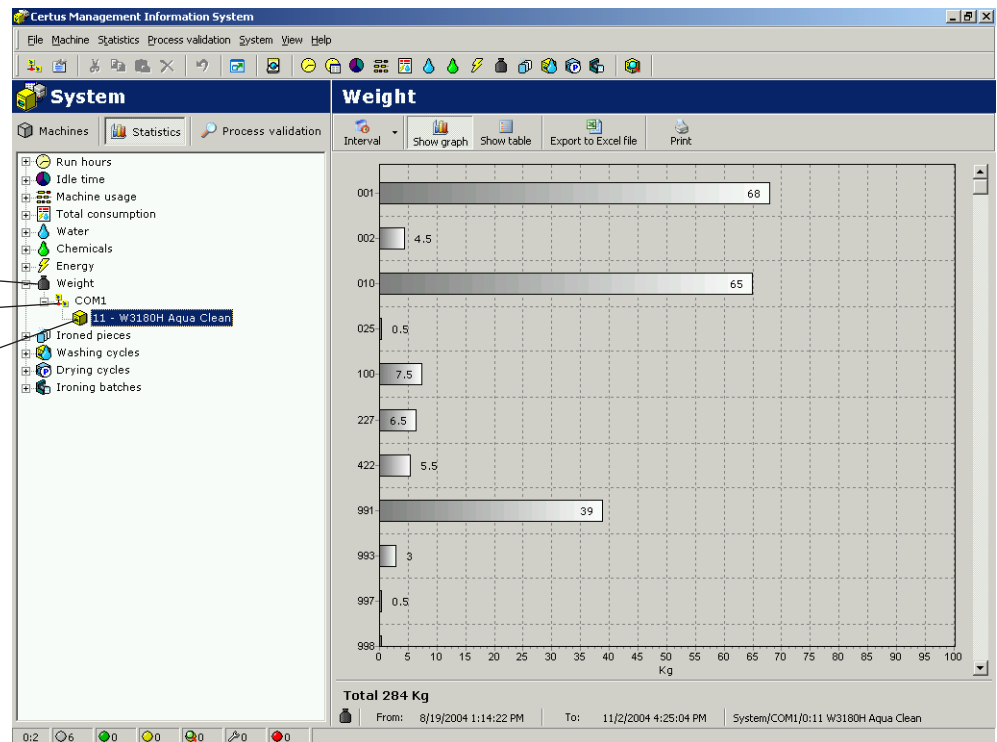 Certus Management Information System
File Machine Statistics Process validation System View Help
System
Machines Statistics Process validation
Run hours
Idle time
Machine usage
Total consumption
Water
Chemicals
Energy
Weight
COM1
11 - W3180H Aqua Clean
Ironed pieces
Washing cycles
Drying cycles
Ironing batches
Weight
Interval Show graph Show table Export to Excel file Print
001 68
002 4.5
010 65
025 0.5
100 7.5
227 6.5
422 5.5
991 39
993 3
997 0.5
998
0 5 10 15 20 25 30 35 40 45 50 55 60 65 70 75 80 85 90 95 100
Kg
Total 284 Kg
From: 8/19/2004 1:14:22 PM To: 11/2/2004 4:25:04 PM System/COM1/0:11 W3180H Aqua Clean
0:2 6 0 0 0 0 0